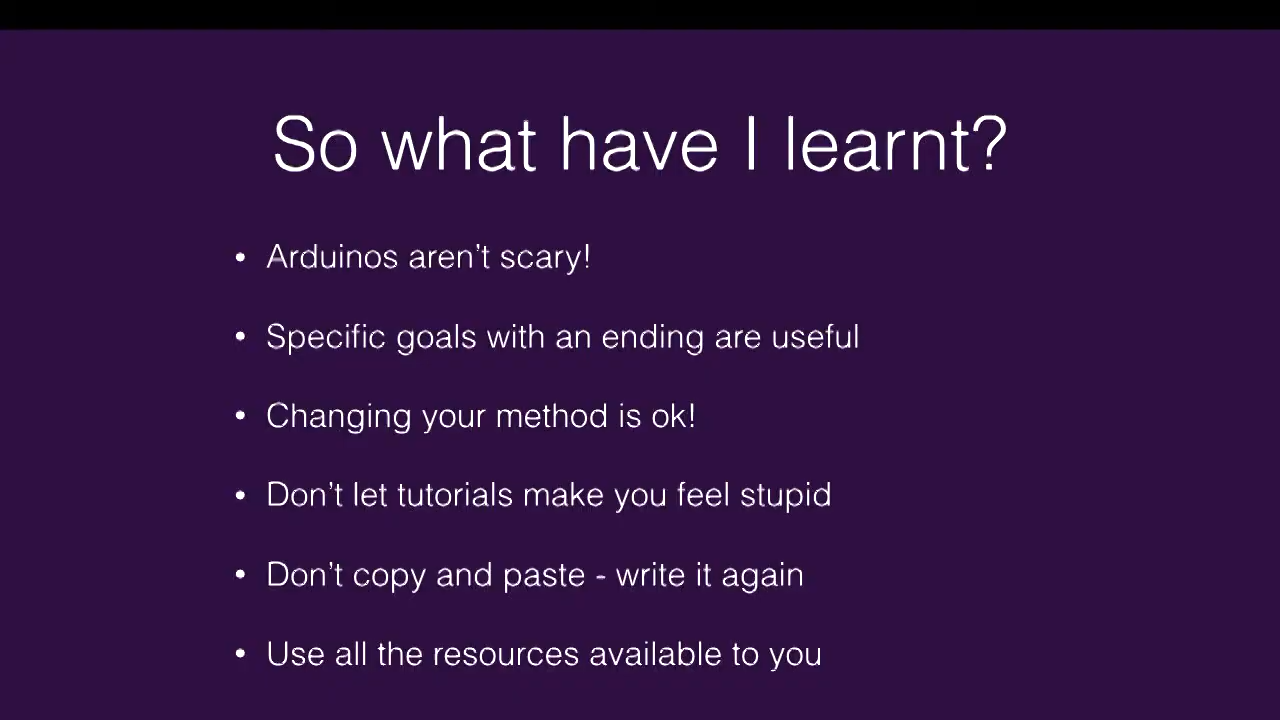 So what have I learnt?
• Arduinos aren't scary!
• Specific goals with an ending are useful
• Changing your method is ok!
• Don't let tutorials make you feel stupid
• Don't copy and paste - write it again
• Use all the resources available to you